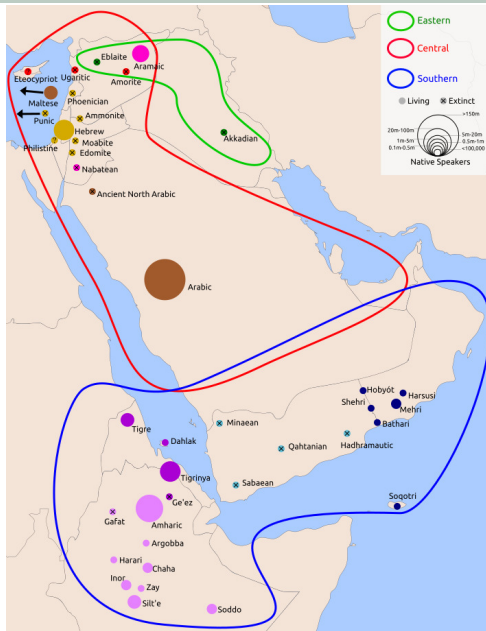 Eastern
Central
Southern
Living
Extinct
>150m
20m-100m
5m-20m
1m-5m
0.5m-1m
0.1m-0.5m
<100,000
Native Speakers
Eblaite
Aramaic
Eteocypriot
Ugaritic
Amorite
Maltese
Phoenician
Punic
Ammonite
Hebrew
Akkadian
Philistine
?
Moabite
Edomite
Nabatean
Ancient North Arabic
Arabic
Hobyót
Harsusi
Shehri
Mehri
Tigre
Minaean
Bathari
Dahlak
Qahtanian
Hadhramautic
Tigrinya
Sabaean
Ge'ez
Soqotri
Gafat
Amharic
Argobba
Harari
Chaha
Inor
Zay
Silt'e
Soddo